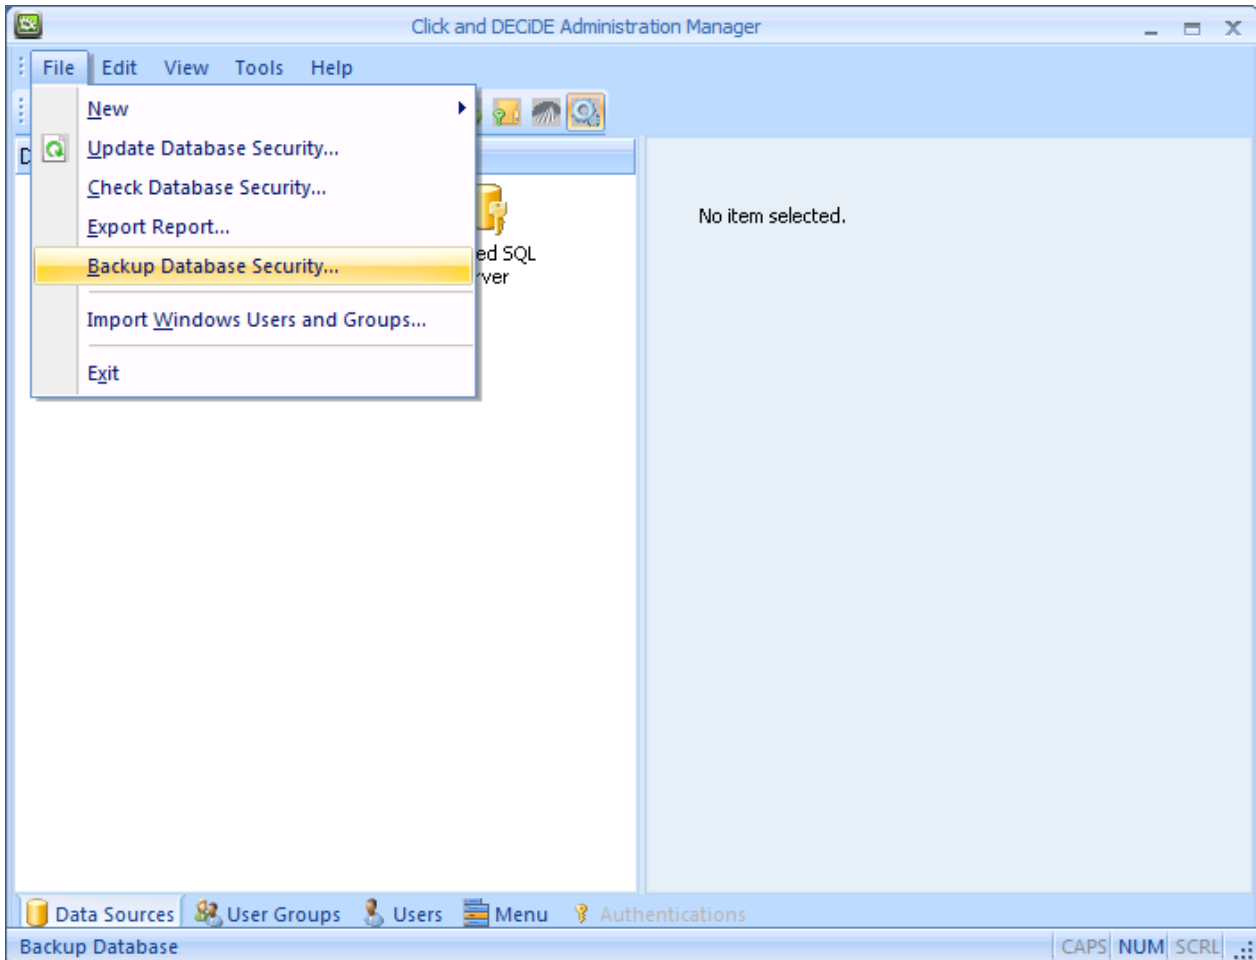 Click and DECiDE Administration Manager
File Edit View Tools Help
New
Update Database Security...
Check Database Security...
Export Report...
Backup Database Security...
Import Windows Users and Groups...
Exit
ed SQL
ver
No item selected.
Data Sources User Groups Users Menu Authentications
Backup Database CAPS NUM SCRL